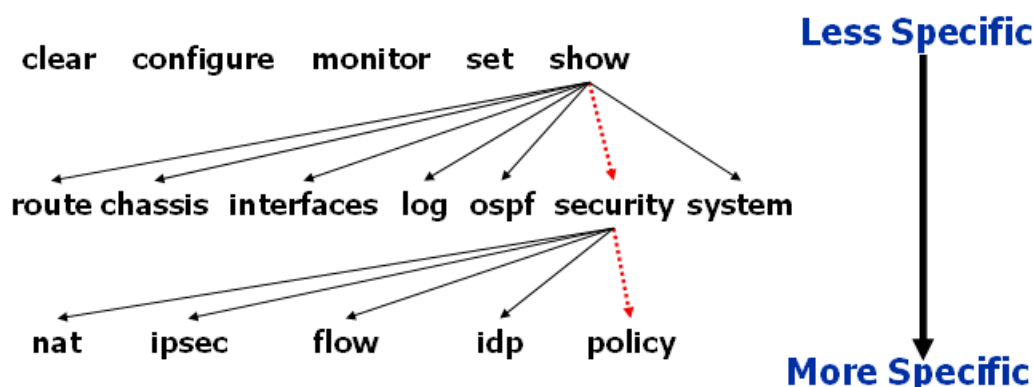 Less Specific
clear configure monitor set show
route chassis interfaces log ospf security system
nat ipsec flow idp policy
More Specific